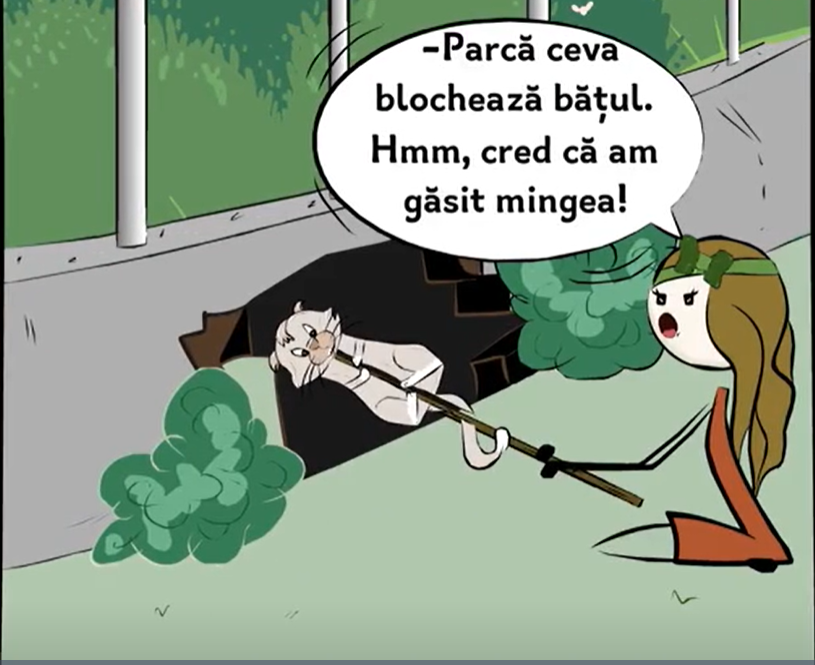 -Parcă ceva
blochează bățul.
Hmm, cred că am
găsit mingea!